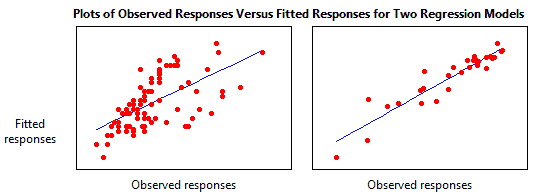 Plots of Observed Responses Versus Fitted Responses for Two Regression Models
Fitted
responses
Observed responses
Observed responses